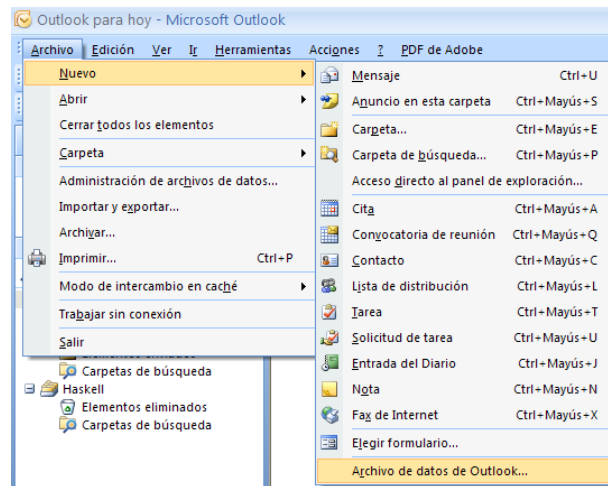 Outlook para hoy - Microsoft Outlook
Archivo Edición Ver Ir Herramientas Acciones ? PDF de Adobe
Nuevo
Abrir
Cerrar todos los elementos
Carpeta
Administración de archivos de datos...
Importar y exportar...
Archivar...
Imprimir... Ctrl+P
Modo de intercambio en caché
Trabajar sin conexión
Salir
Mensaje Ctrl+U
Anuncio en esta carpeta Ctrl+Mayús+S
Carpeta... Ctrl+Mayús+E
Carpeta de búsqueda... Ctrl+Mayús+P
Acceso directo al panel de exploración...
Cita Ctrl+Mayús+A
Convocatoria de reunión Ctrl+Mayús+Q
Contacto Ctrl+Mayús+C
Lista de distribución Ctrl+Mayús+L
Tarea Ctrl+Mayús+T
Solicitud de tarea Ctrl+Mayús+U
Entrada del Diario Ctrl+Mayús+J
Nota Ctrl+Mayús+N
Fax de Internet Ctrl+Mayús+X
Elegir formulario...
Archivo de datos de Outlook...
Elementos enviados
Carpetas de búsqueda
Haskell
Elementos eliminados
Carpetas de búsqueda